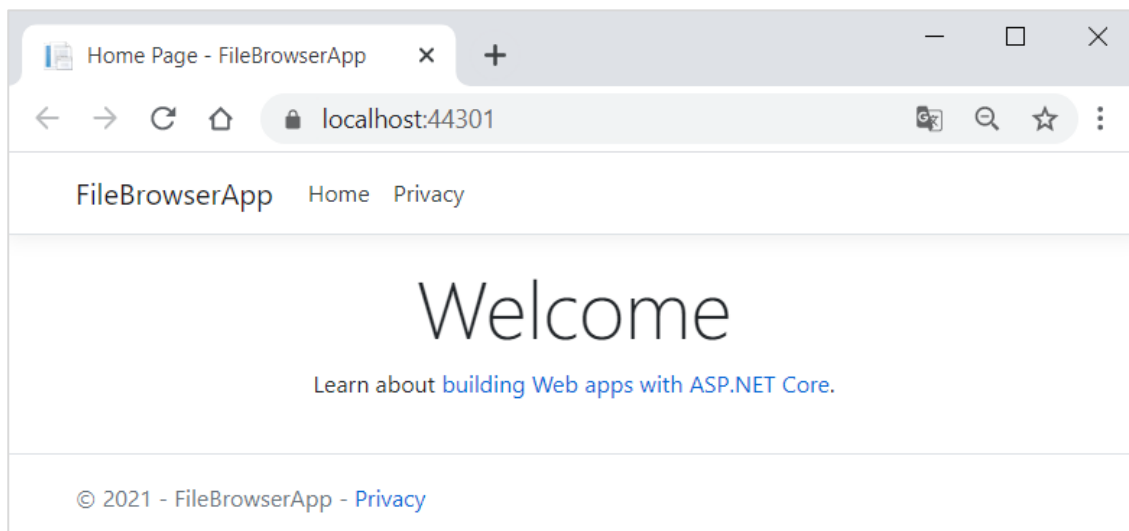 Home Page - FileBrowserApp
localhost:44301
FileBrowserApp Home Privacy
Welcome
Learn about building Web apps with ASP.NET Core.
© 2021 - FileBrowserApp - Privacy